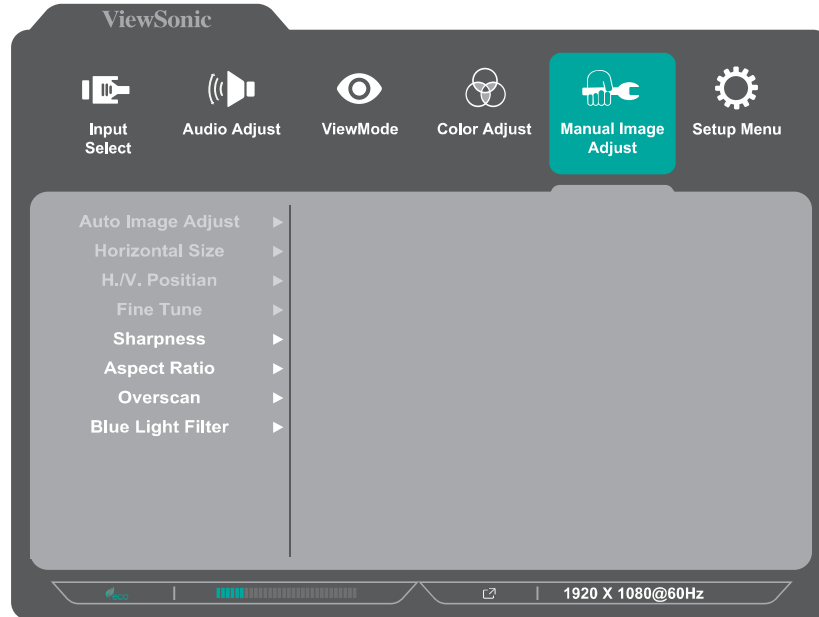 ViewSonic
Input Select
Audio Adjust
ViewMode
Color Adjust
Manual Image Adjust
Setup Menu
Auto Image Adjust
Horizontal Size
H./V. Positian
Fine Tune
Sharpness
Aspect Ratio
Overscan
Blue Light Filter
ecc
1920 X 1080@60Hz